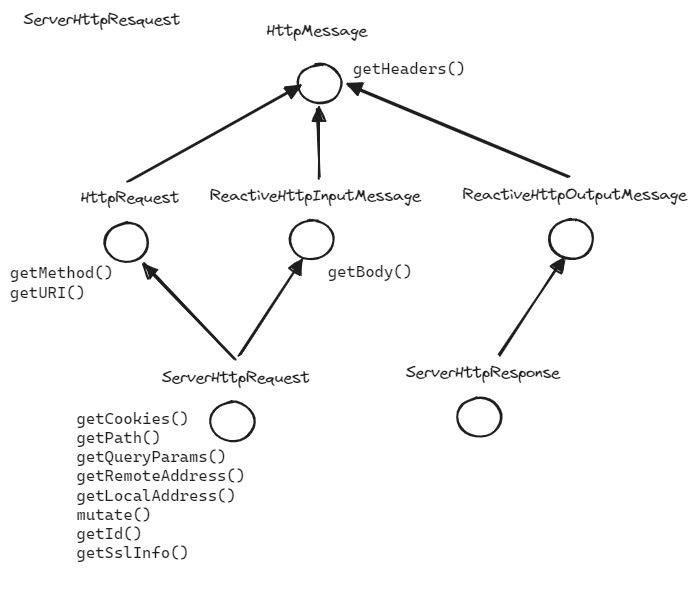 ServerHttpResquest
HttpMessage
getHeaders()
HttpRequest
ReactiveHttpInputMessage
ReactiveHttpOutputMessage
getMethod()
getURI()
getBody()
ServerHttpRequest
ServerHttpResponse
getCookies()
getPath()
getQueryParams()
getRemoteAddress()
getLocalAddress()
mutate()
getId()
getSslInfo()